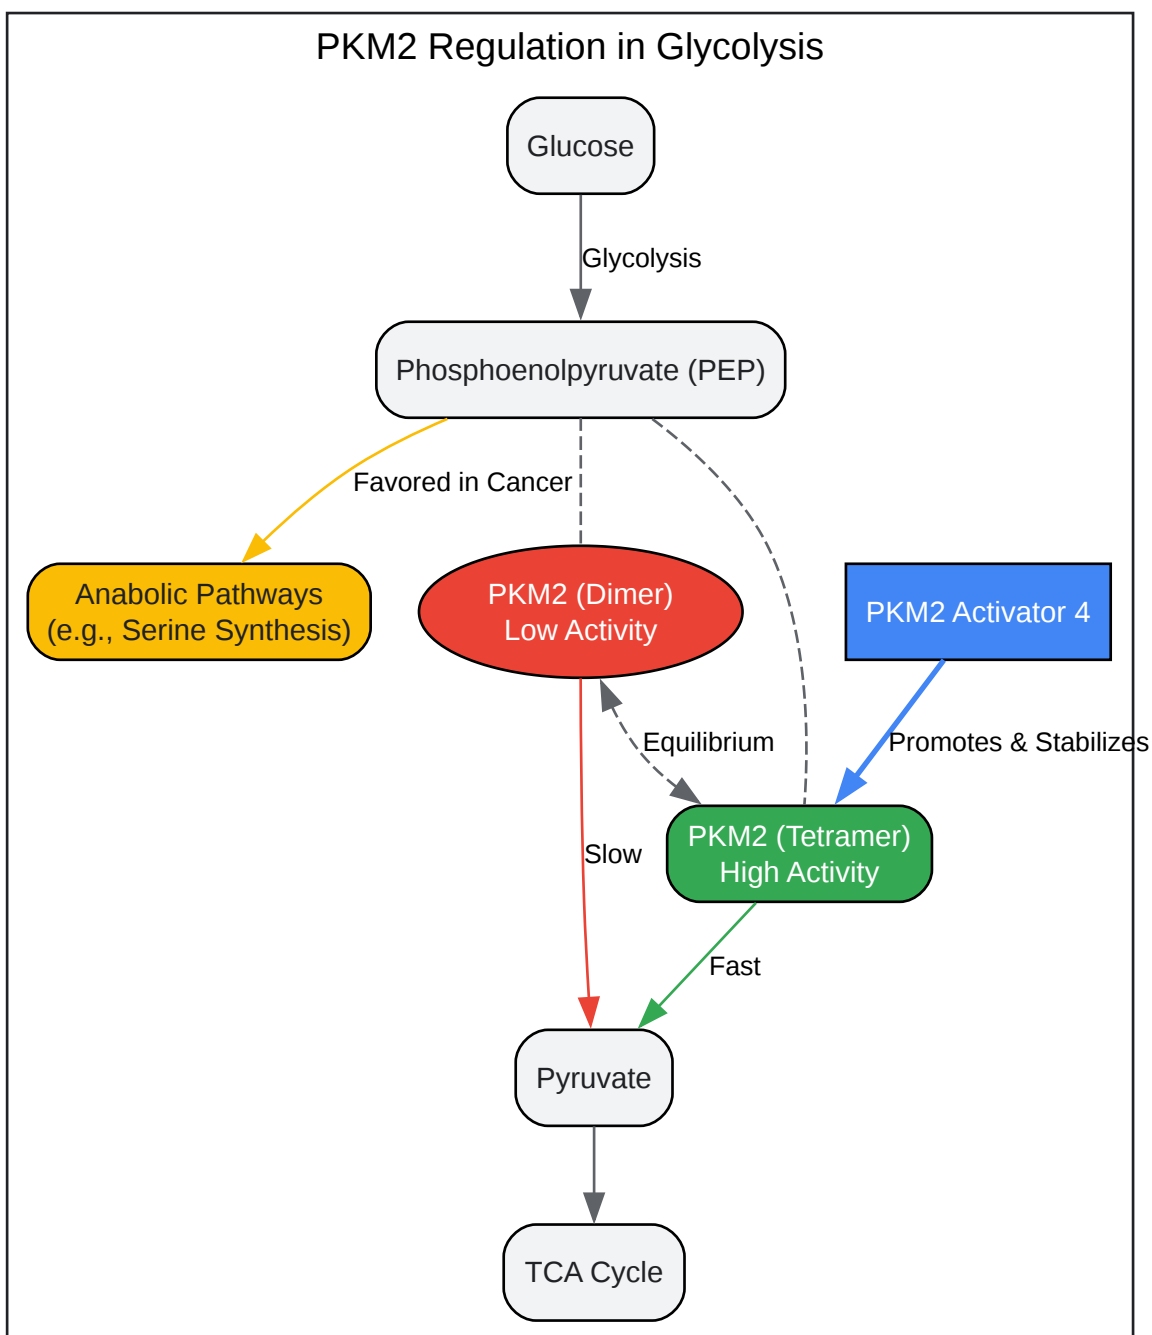 PKM2 Regulation in Glycolysis
Glucose
Glycolysis
Phosphoenolpyruvate (PEP)
Favored in Cancer
Anabolic Pathways
(e.g., Serine Synthesis)
PKM2 (Dimer)
Low Activity
PKM2 Activator 4
Equilibrium
Promotes & Stabilizes
PKM2 (Tetramer)
High Activity
Slow
Fast
Pyruvate
TCA Cycle